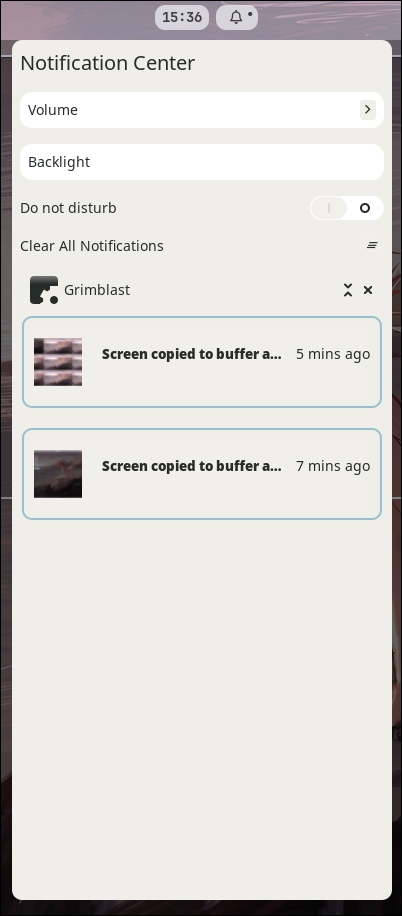 15:36
Notification Center
Volume
Backlight
Do not disturb
Clear All Notifications
Grimblast
Screen copied to buffer a... 5 mins ago
Screen copied to buffer a... 7 mins ago